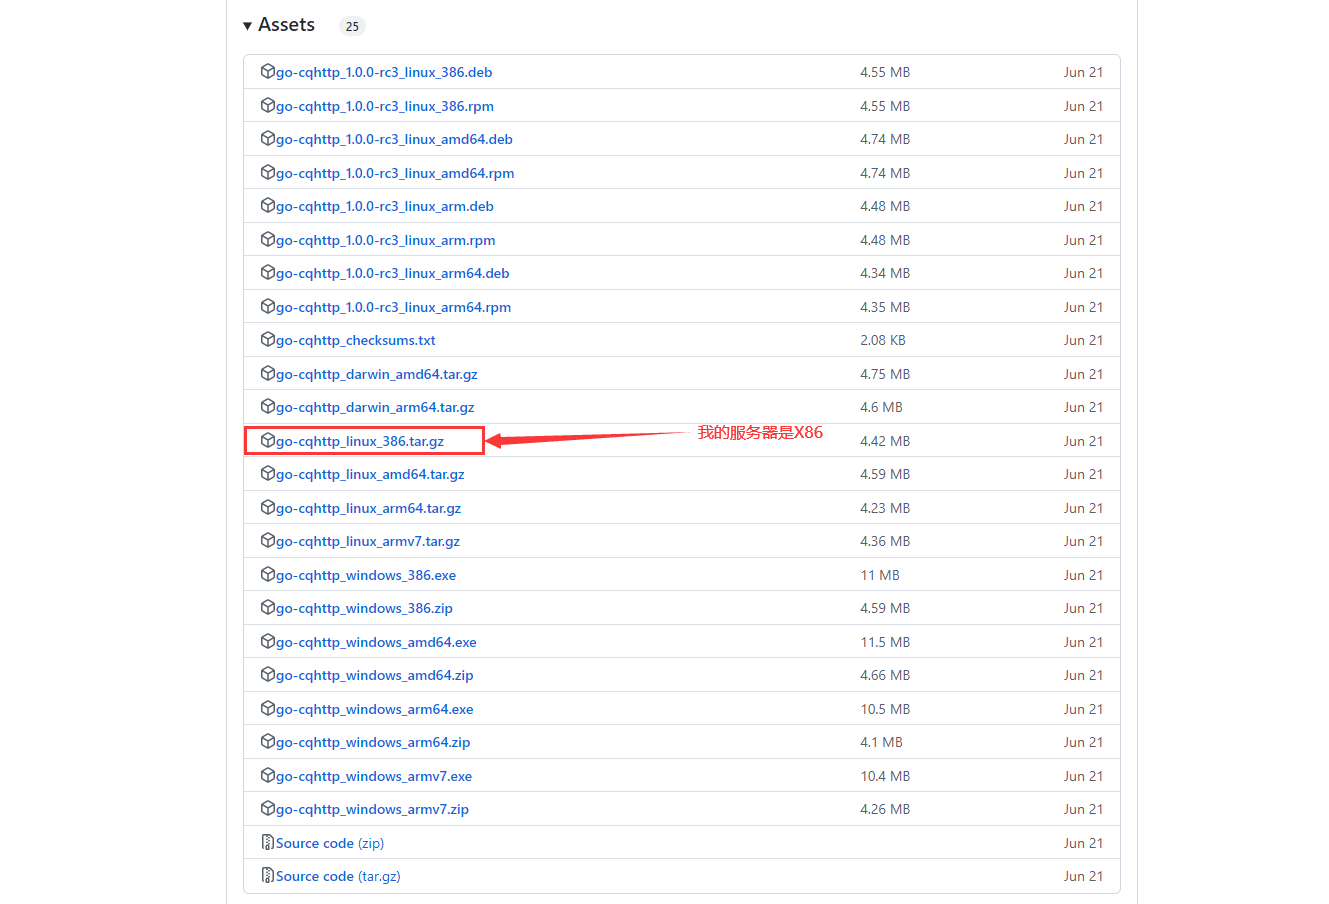 Assets 25
go-cqhttp_1.0.0-rc3_linux_386.deb 4.55 MB Jun 21
go-cqhttp_1.0.0-rc3_linux_386.rpm 4.55 MB Jun 21
go-cqhttp_1.0.0-rc3_linux_amd64.deb 4.74 MB Jun 21
go-cqhttp_1.0.0-rc3_linux_amd64.rpm 4.74 MB Jun 21
go-cqhttp_1.0.0-rc3_linux_arm.deb 4.48 MB Jun 21
go-cqhttp_1.0.0-rc3_linux_arm.rpm 4.48 MB Jun 21
go-cqhttp_1.0.0-rc3_linux_arm64.deb 4.34 MB Jun 21
go-cqhttp_1.0.0-rc3_linux_arm64.rpm 4.35 MB Jun 21
go-cqhttp_checksums.txt 2.08 KB Jun 21
go-cqhttp_darwin_amd64.tar.gz 4.75 MB Jun 21
go-cqhttp_darwin_arm64.tar.gz 4.6 MB Jun 21
go-cqhttp_linux_386.tar.gz 我的服务器是X86 4.42 MB Jun 21
go-cqhttp_linux_amd64.tar.gz 4.59 MB Jun 21
go-cqhttp_linux_arm64.tar.gz 4.23 MB Jun 21
go-cqhttp_linux_armv7.tar.gz 4.36 MB Jun 21
go-cqhttp_windows_386.exe 11 MB Jun 21
go-cqhttp_windows_386.zip 4.59 MB Jun 21
go-cqhttp_windows_amd64.exe 11.5 MB Jun 21
go-cqhttp_windows_amd64.zip 4.66 MB Jun 21
go-cqhttp_windows_arm64.exe 10.5 MB Jun 21
go-cqhttp_windows_arm64.zip 4.1 MB Jun 21
go-cqhttp_windows_armv7.exe 10.4 MB Jun 21
go-cqhttp_windows_armv7.zip 4.26 MB Jun 21
Source code (zip) Jun 21
Source code (tar.gz) Jun 21